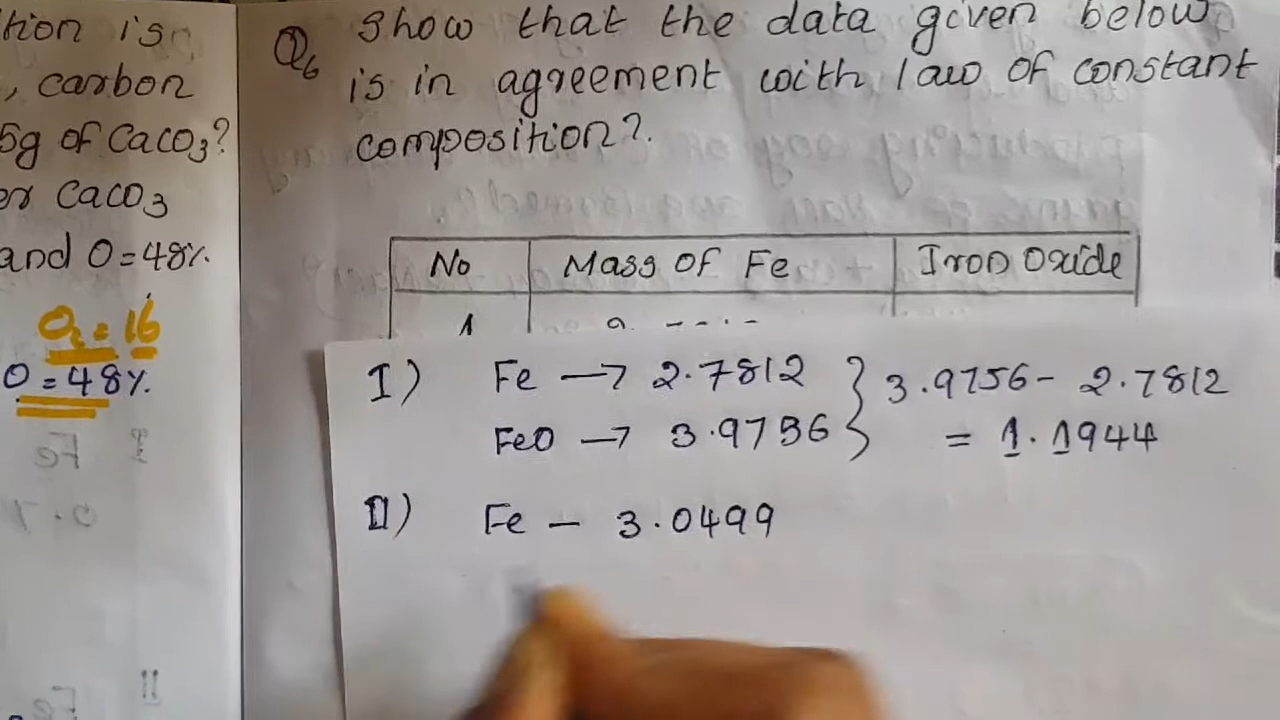 tion is
, carbon
5g of CaCO3?
er CaCO3
and O=48%.
O2 = 16
O = 48%.
Q6 Show that the data given below
is in agreement with law of constant
composition?.
No Mass of Fe Iron Oxide
1
I) Fe → 2.7812 } 3.9756 - 2.7812
FeO → 3.9756 } = 1.1944
II) Fe - 3.0499